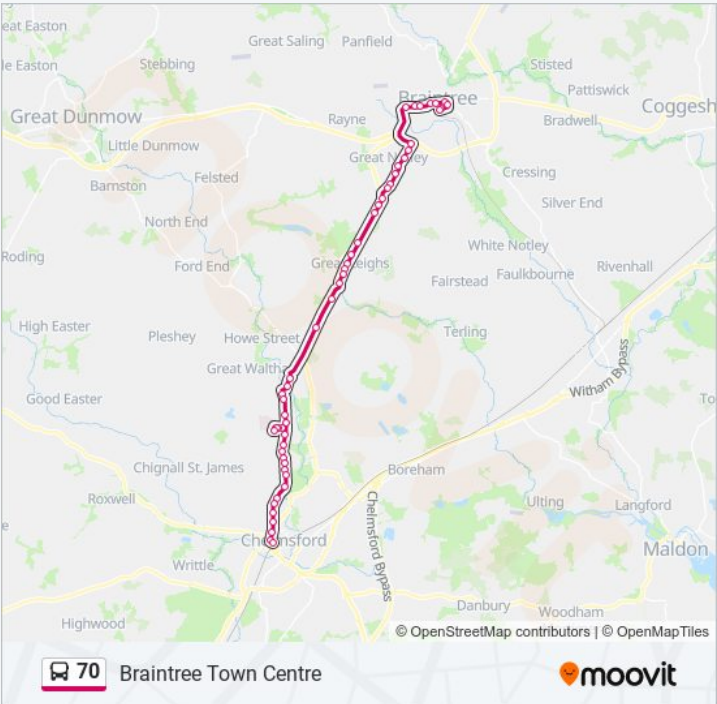 eat Easton
Great Saling
Panfield
le Easton
Stebbing
Stisted
Braintree
Pattiswick
Great Dunmow
Coggesh
Rayne
Bradwell
Little Dunmow
Great Notley
Felsted
Cressing
Barnston
Silver End
North End
White Notley
Roding
Ford End
Great Leighs
Rivenhall
Faulkbourne
Fairstead
High Easter
Terling
Pleshey
Howe Street
Great Waltha
Witham Bypass
Good Easter
To
Chignall St. James
Boreham
Roxwell
Ulting
Langford
e
Chelmsford Bypass
Chelmsford
Maldon
Writtle
Danbury
Woodham
Highwood
© OpenStreetMap contributors | © OpenMapTiles
70 Braintree Town Centre
moovit